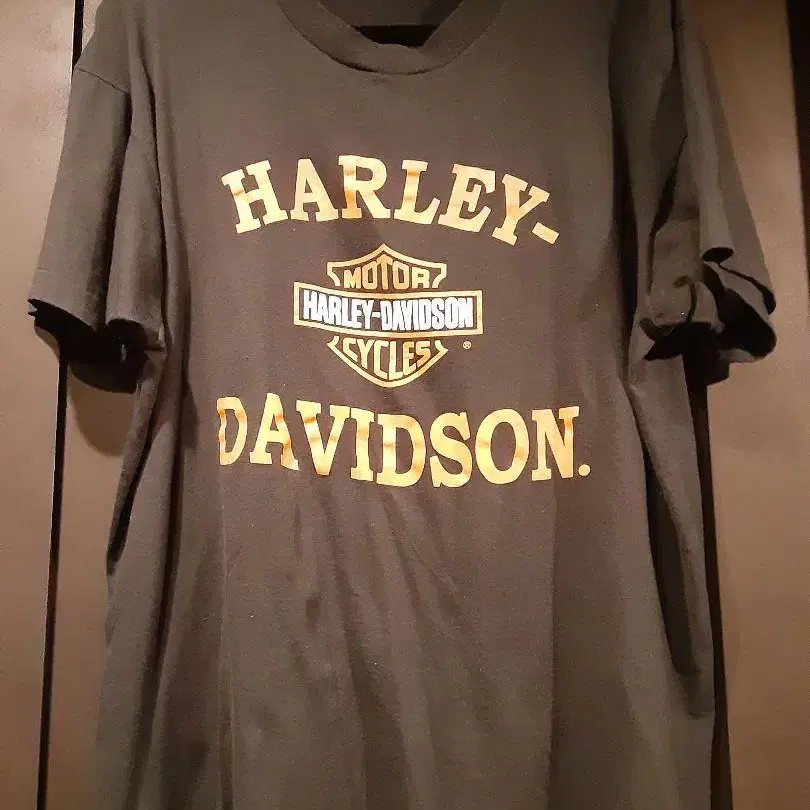 HARLEY-
MOTOR
HARLEY-DAVIDSON
CYCLES
®
DAVIDSON.